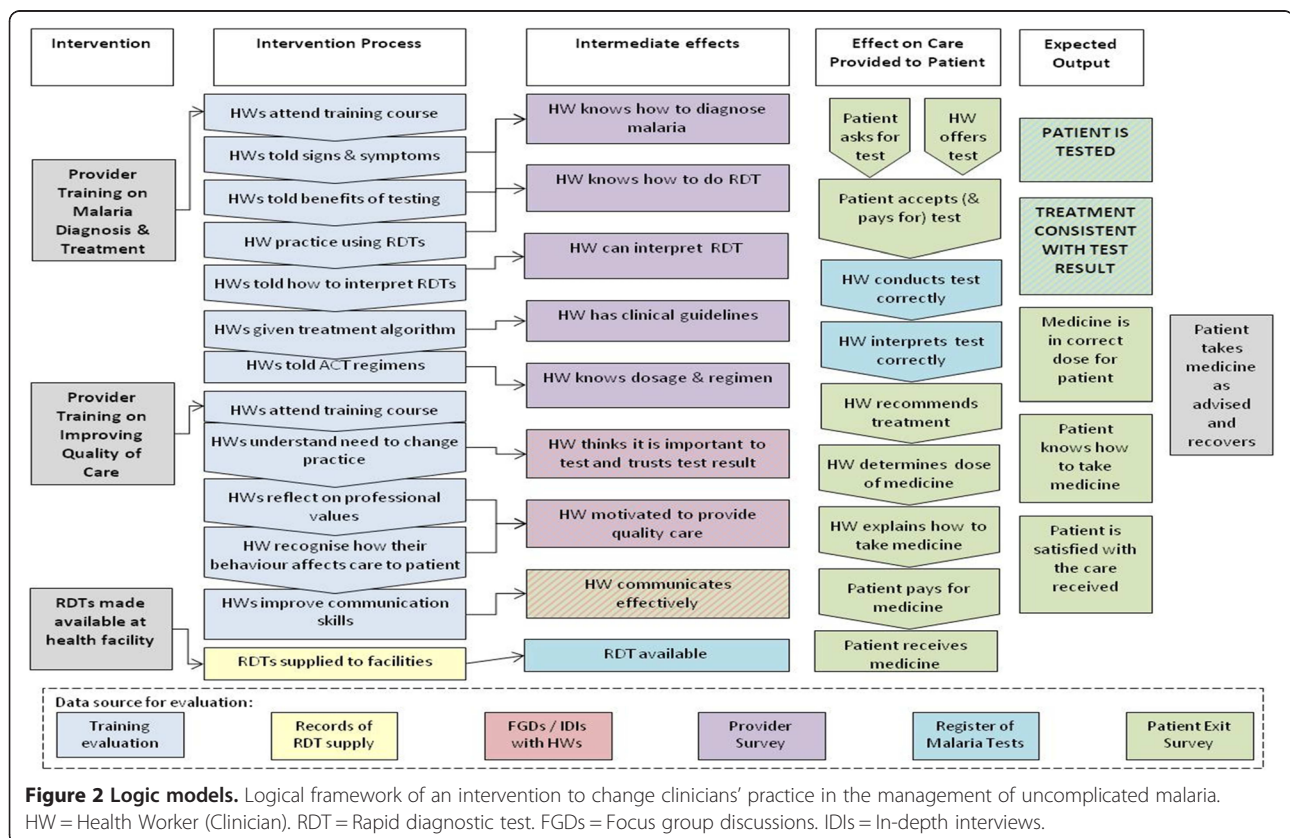 Intervention
Intervention Process
Intermediate effects
Effect on Care
Provided to Patient
Expected
Output
Provider
Training on
Malaria
Diagnosis &
Treatment
Provider
Training on
Improving
Quality of
Care
RDTs made
available at
health facility
HWs attend training course
HWs told signs & symptoms
HWs told benefits of testing
HW practice using RDTs
HWs told how to interpret RDTs
HWs given treatment algorithm
HWs told ACT regimens
HWs attend training course
HWs understand need to change
practice
HWs reflect on professional
values
HW recognise how their
behaviour affects care to patient
HWs improve communication
skills
RDTs supplied to facilities
HW knows how to diagnose
malaria
HW knows how to do RDT
HW can interpret RDT
HW has clinical guidelines
HW knows dosage & regimen
HW thinks it is important to
test and trusts test result
HW motivated to provide
quality care
HW communicates
effectively
RDT available
Patient
asks for
test
HW
offers
test
Patient accepts (&
pays for) test
HW conducts test
correctly
HW interprets test
correctly
HW recommends
treatment
HW determines dose
of medicine
HW explains how to
take medicine
Patient pays for
medicine
Patient receives
medicine
PATIENT IS
TESTED
TREATMENT
CONSISTENT
WITH TEST
RESULT
Medicine is
in correct
dose for
patient
Patient
knows how
to take
medicine
Patient is
satisfied with
the care
received
Patient
takes
medicine
as
advised
and
recovers
Data source for evaluation:
Training
evaluation
Records of
RDT supply
FGDs / IDIs
with HWs
Provider
Survey
Register of
Malaria Tests
Patient Exit
Survey
Figure 2 Logic models. Logical framework of an intervention to change clinicians’ practice in the management of uncomplicated malaria.
HW = Health Worker (Clinician). RDT = Rapid diagnostic test. FGDs = Focus group discussions. IDIs = In-depth interviews.